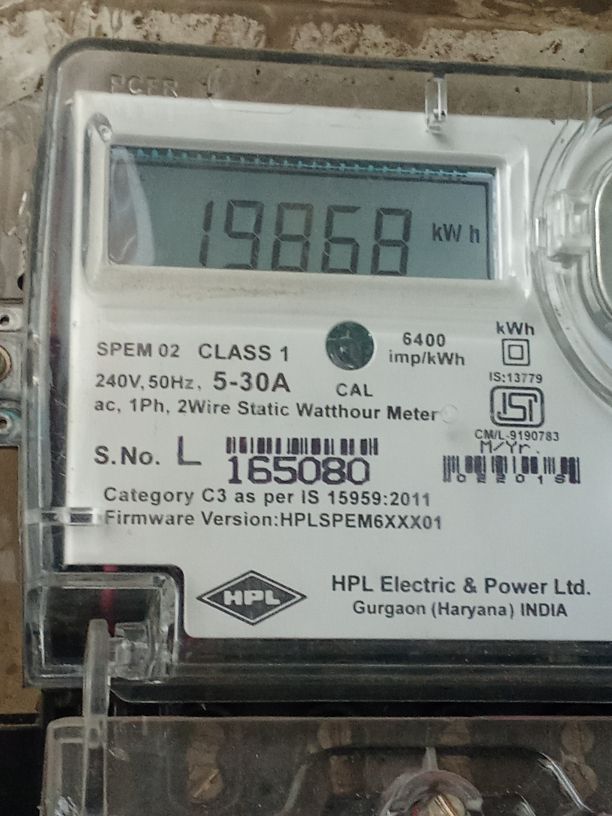 19868 kWh
SPEM 02 CLASS 1
6400
imp/kWh
kWh
240V, 50Hz, 5-30A
CAL
IS:13779
ac, 1Ph, 2Wire Static Watthour Meter
ISI
CM/L-9190783
S.No. L 165080
M/Yr.
Category C3 as per IS 15959:2011
Firmware Version:HPLSPEM6XXX01
HPL
HPL Electric & Power Ltd.
Gurgaon (Haryana) INDIA